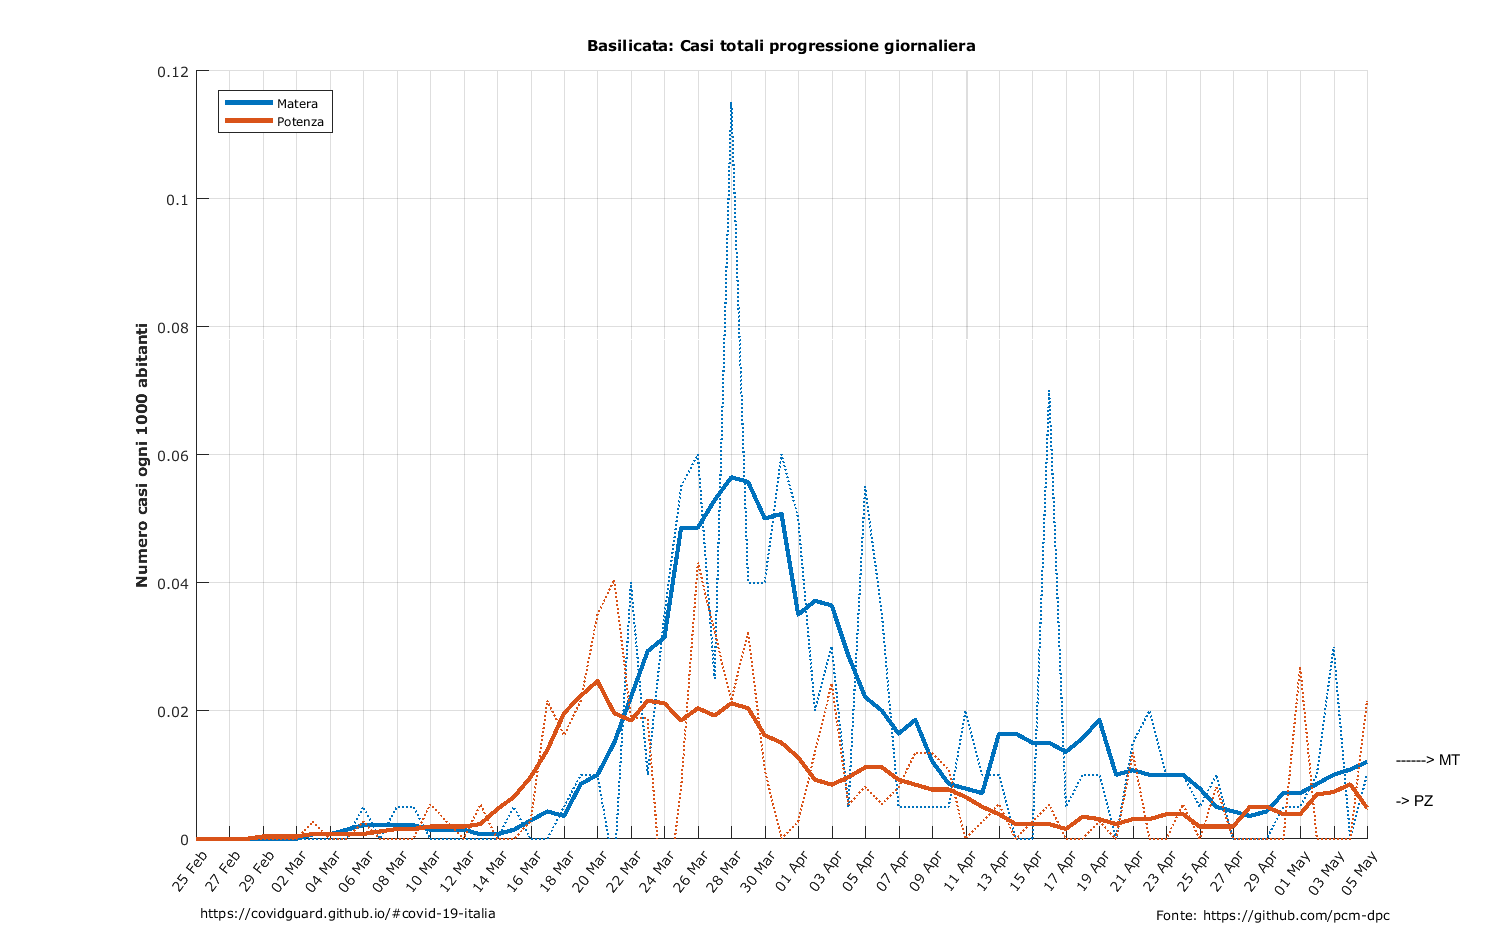 Basilicata: Casi totali progressione giornaliera
0.12
0.1
0.08
0.06
0.04
0.02
0
Numero casi ogni 1000 abitanti
Matera
Potenza
------> MT
-> PZ
25 Feb
27 Feb
29 Feb
02 Mar
04 Mar
06 Mar
08 Mar
10 Mar
12 Mar
14 Mar
16 Mar
18 Mar
20 Mar
22 Mar
24 Mar
26 Mar
28 Mar
30 Mar
01 Apr
03 Apr
05 Apr
07 Apr
09 Apr
11 Apr
13 Apr
15 Apr
17 Apr
19 Apr
21 Apr
23 Apr
25 Apr
27 Apr
29 Apr
01 May
03 May
05 May
https://covidguard.github.io/#covid-19-italia
Fonte: https://github.com/pcm-dpc